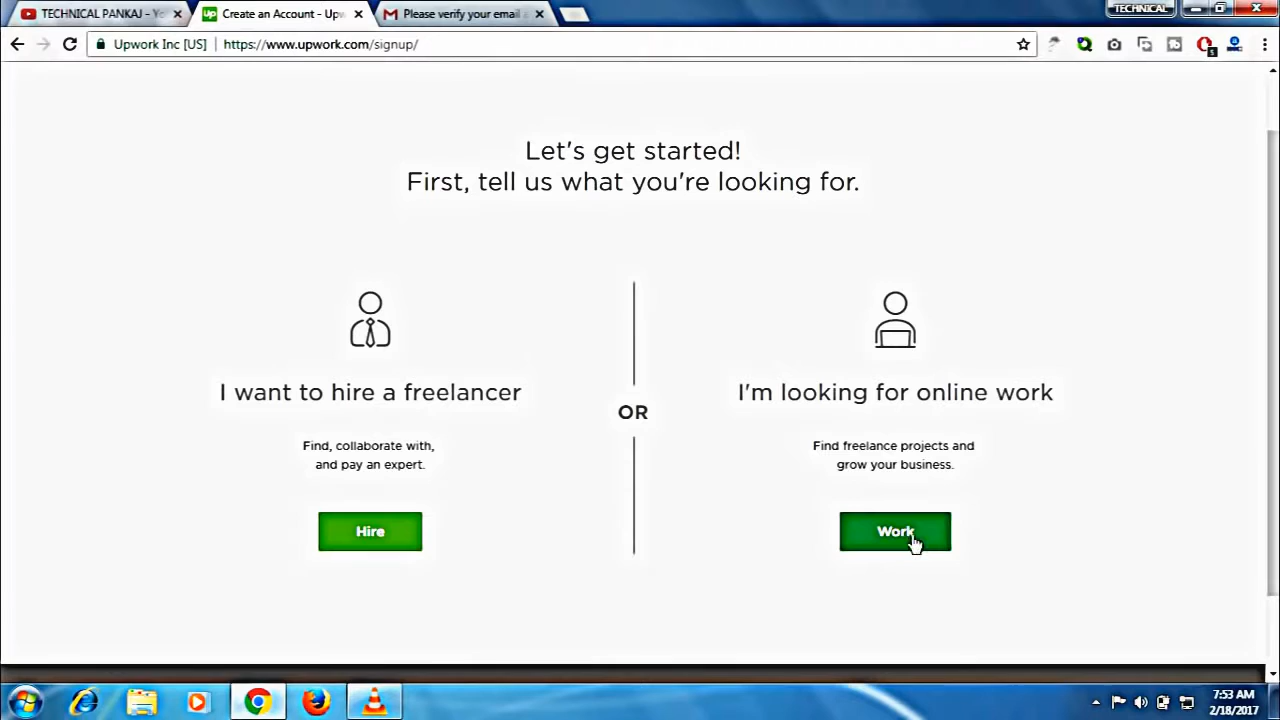 TECHNICAL PANKAJ - Yo
Create an Account - Upw
Please verify your email a
TECHNICAL
Upwork Inc [US]
https://www.upwork.com/signup/
Let's get started!
First, tell us what you're looking for.
I want to hire a freelancer
Find, collaborate with,
and pay an expert.
Hire
OR
I'm looking for online work
Find freelance projects and
grow your business.
Work
7:53 AM
2/18/2017